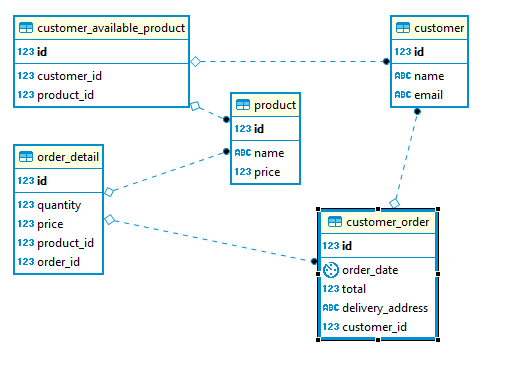 customer_available_product
123 id
123 customer_id
123 product_id
customer
123 id
ABC name
ABC email
product
123 id
ABC name
123 price
order_detail
123 id
123 quantity
123 price
123 product_id
123 order_id
customer_order
123 id
order_date
123 total
ABC delivery_address
123 customer_id